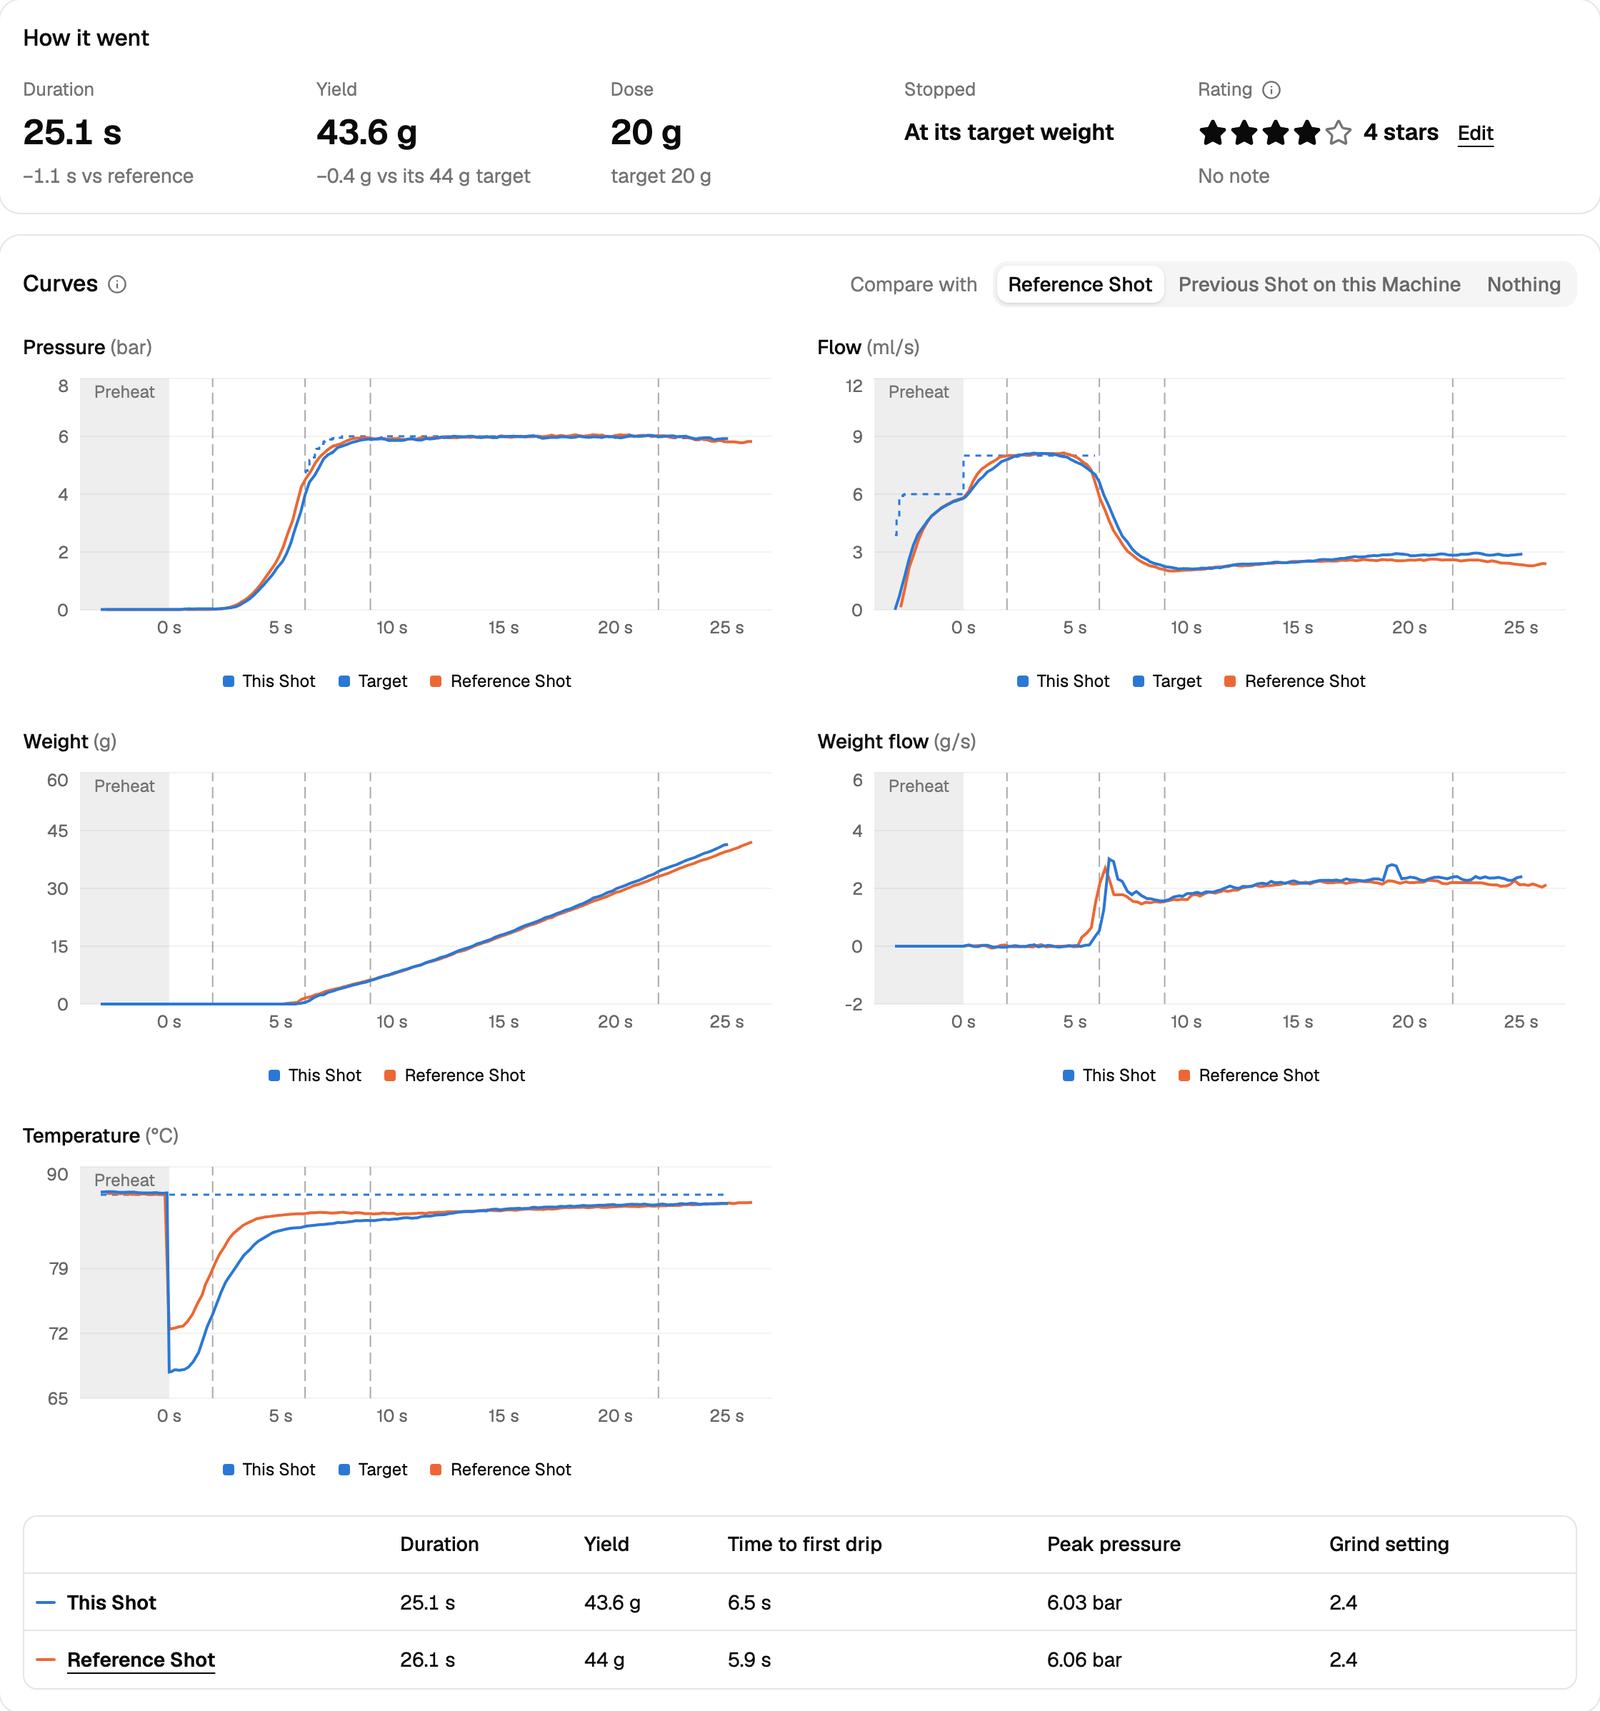 How it went
Duration Yield Dose Stopped Rating
25.1 s 43.6 g 20 g At its target weight 4 stars Edit
−1.1 s vs reference −0.4 g vs its 44 g target target 20 g No note
Curves
Compare with Reference Shot Previous Shot on this Machine Nothing
Pressure (bar)
8
6
4
2
0
Preheat
0 s 5 s 10 s 15 s 20 s 25 s
This Shot Target Reference Shot
Flow (ml/s)
12
9
6
3
0
Preheat
0 s 5 s 10 s 15 s 20 s 25 s
This Shot Target Reference Shot
Weight (g)
60
45
30
15
0
Preheat
0 s 5 s 10 s 15 s 20 s 25 s
This Shot Reference Shot
Weight flow (g/s)
6
4
2
0
-2
Preheat
0 s 5 s 10 s 15 s 20 s 25 s
This Shot Reference Shot
Temperature (°C)
90
79
72
65
Preheat
0 s 5 s 10 s 15 s 20 s 25 s
This Shot Target Reference Shot
Duration Yield Time to first drip Peak pressure Grind setting
This Shot 25.1 s 43.6 g 6.5 s 6.03 bar 2.4
Reference Shot 26.1 s 44 g 5.9 s 6.06 bar 2.4